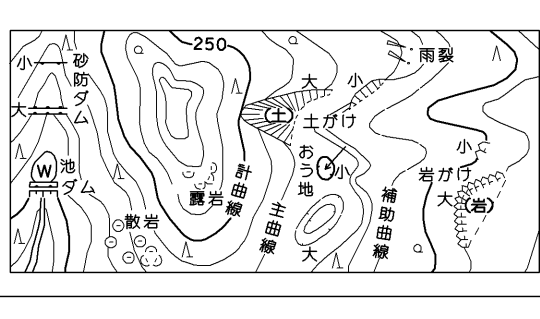 250
小
砂防ダム
大
池
W
ダム
散岩
露岩
計曲線
主曲線
大
小
土
土がけ
おう地
小
大
補助曲線
雨裂
小
岩がけ
大
(岩)